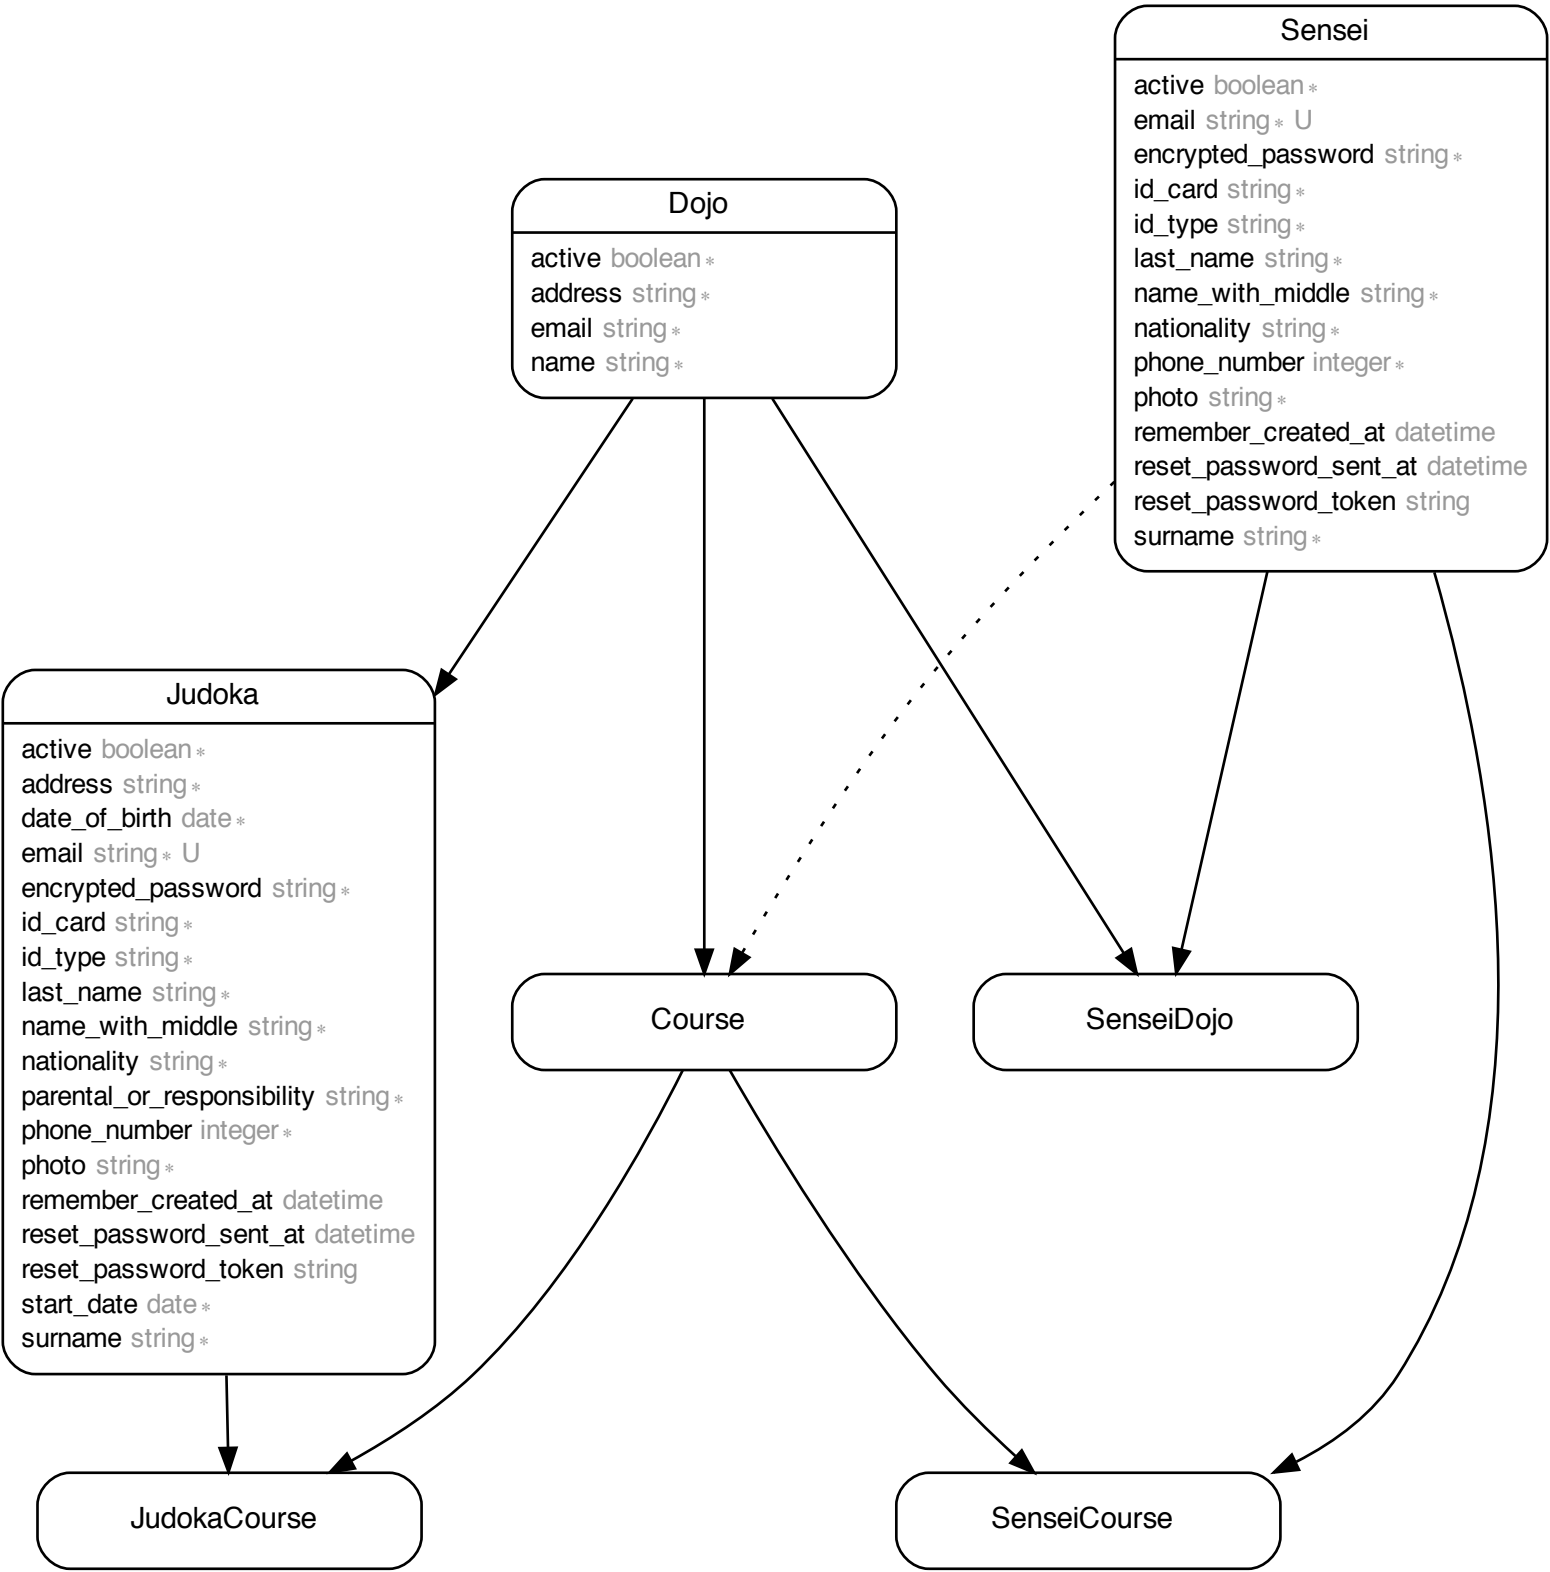 Sensei
active boolean *
email string * U
encrypted_password string *
id_card string *
id_type string *
last_name string *
name_with_middle string *
nationality string *
phone_number integer *
photo string *
remember_created_at datetime
reset_password_sent_at datetime
reset_password_token string
surname string *
Dojo
active boolean *
address string *
email string *
name string *
Judoka
active boolean *
address string *
date_of_birth date *
email string * U
encrypted_password string *
id_card string *
id_type string *
last_name string *
name_with_middle string *
nationality string *
parental_or_responsibility string *
phone_number integer *
photo string *
remember_created_at datetime
reset_password_sent_at datetime
reset_password_token string
start_date date *
surname string *
Course
SenseiDojo
JudokaCourse
SenseiCourse